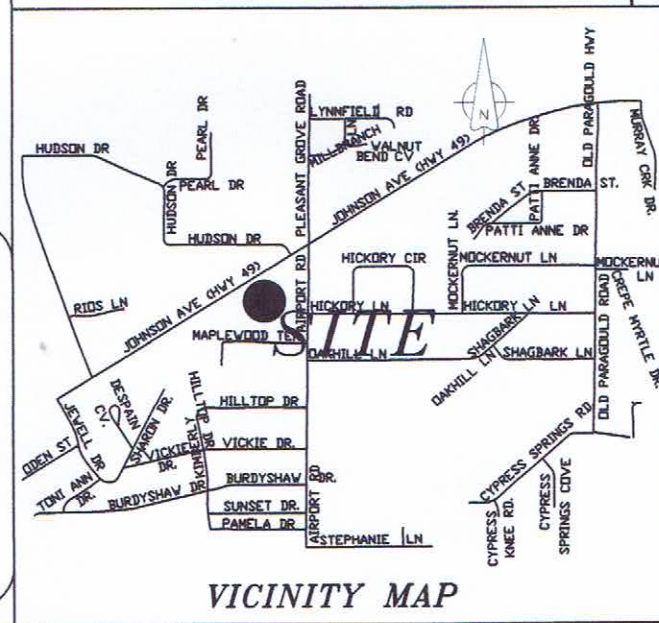 OLD PARAGOULD HWY
PEARL DR
PLEASANT GROVE ROAD
LYNNFIELD RD
MILLBRANCH
LN
WALNUT
BEND CV
N
HUDSON DR
HUDSON DR
PEARL DR
JOHNSON AVE (HWY 49)
PATTI ANNE DR.
MURRAY CRK DR.
BRENDA ST.
BRENDA ST.
PATTI ANNE DR
HUDSON DR
AIRPORT RD
HICKORY CIR
MOCKERNUT LN.
MOCKERNUT LN
MOCKERNUT
LN
JOHNSON AVE (HWY 49)
RIOS LN
HICKORY LN
HICKORY LN
OLD PARAGOULD ROAD
CREPE MYRTLE DR.
SITE
MAPLEWOOD TER
OAKHILL LN
SHAGBARK LN
SHAGBARK LN
OAKHILL LN
DESPAIN
CV.
SHARON DR.
JEWELL DR
ODEN ST
TONI ANN
DR.
HILLTOP DR
HILLTOP DR
KIMBERLY
VICKIE
DR.
VICKIE DR.
BURDYSHAW DR
BURDYSHAW DR.
SUNSET DR.
PAMELA DR
AIRPORT RD
STEPHANIE LN
CYPRESS SPRINGS RD
CYPRESS
KNEE RD.
CYPRESS
SPRINGS COVE
VICINITY MAP